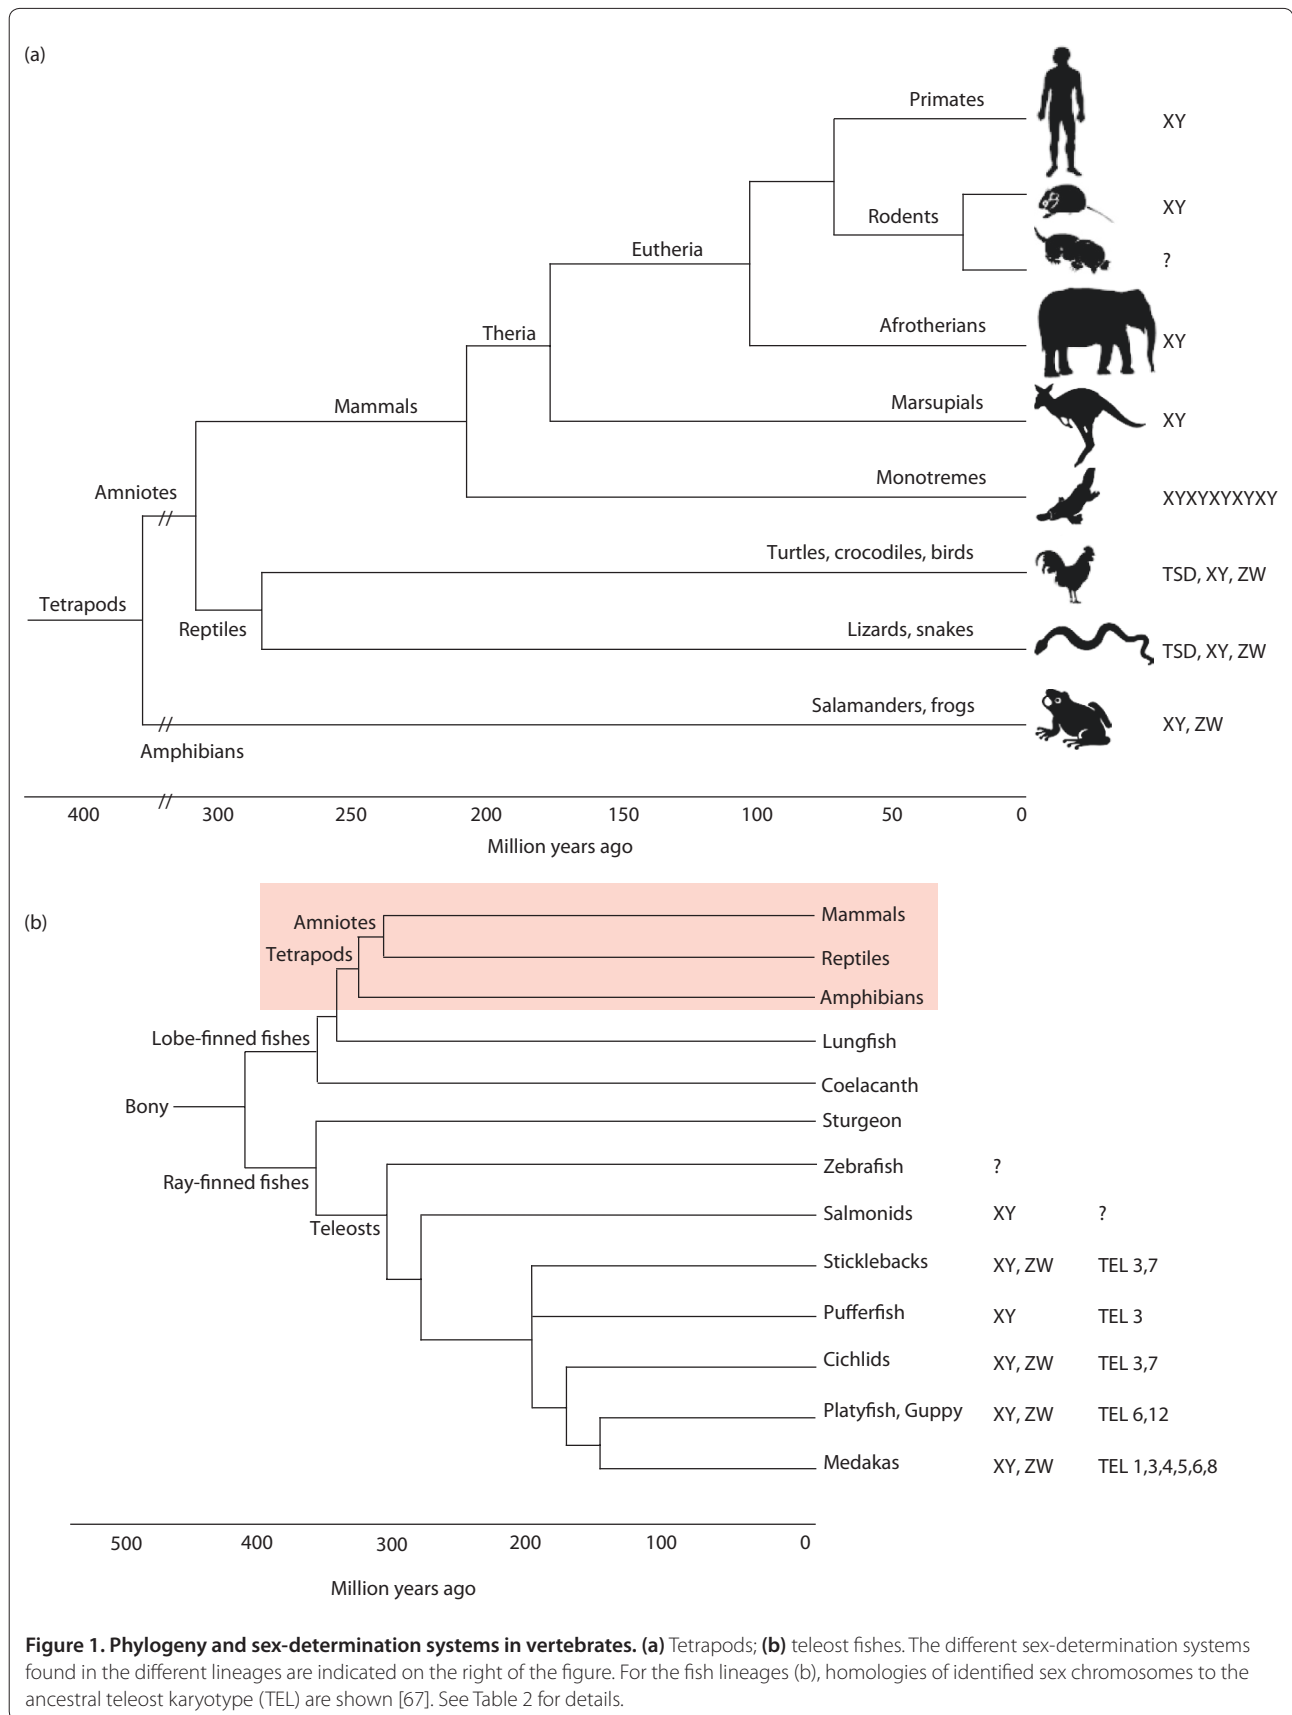 (a)
Primates
XY
Rodents
XY
?
Eutheria
Afrotherians
XY
Theria
Marsupials
XY
Mammals
Monotremes
XYXYXYXYXY
Amniotes
Turtles, crocodiles, birds
TSD, XY, ZW
Tetrapods
Reptiles
Lizards, snakes
TSD, XY, ZW
Salamanders, frogs
XY, ZW
Amphibians
400 300 250 200 150 100 50 0
Million years ago
(b)
Amniotes
Mammals
Tetrapods
Reptiles
Amphibians
Lobe-finned fishes
Lungfish
Coelacanth
Bony
Sturgeon
Zebrafish ?
Ray-finned fishes
Salmonids XY ?
Teleosts
Sticklebacks XY, ZW TEL 3,7
Pufferfish XY TEL 3
Cichlids XY, ZW TEL 3,7
Platyfish, Guppy XY, ZW TEL 6,12
Medakas XY, ZW TEL 1,3,4,5,6,8
500 400 300 200 100 0
Million years ago
Figure 1. Phylogeny and sex-determination systems in vertebrates. (a) Tetrapods; (b) teleost fishes. The different sex-determination systems
found in the different lineages are indicated on the right of the figure. For the fish lineages (b), homologies of identified sex chromosomes to the
ancestral teleost karyotype (TEL) are shown [67]. See Table 2 for details.